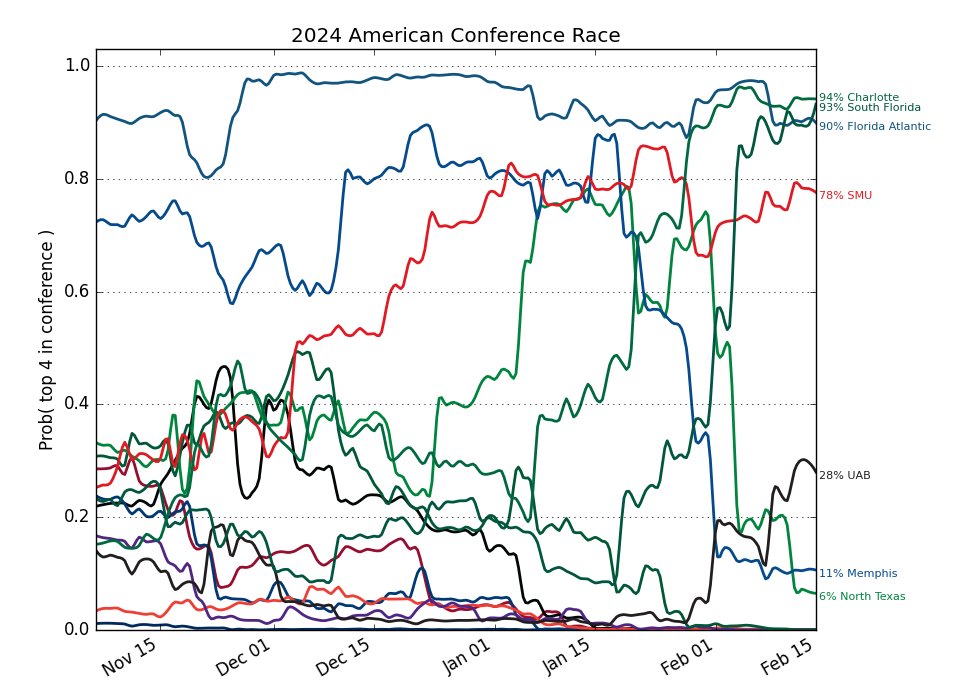 2024 American Conference Race
Prob( top 4 in conference )
1.0
0.8
0.6
0.4
0.2
0.0
94% Charlotte
93% South Florida
90% Florida Atlantic
78% SMU
28% UAB
11% Memphis
6% North Texas
Nov 15
Dec 01
Dec 15
Jan 01
Jan 15
Feb 01
Feb 15